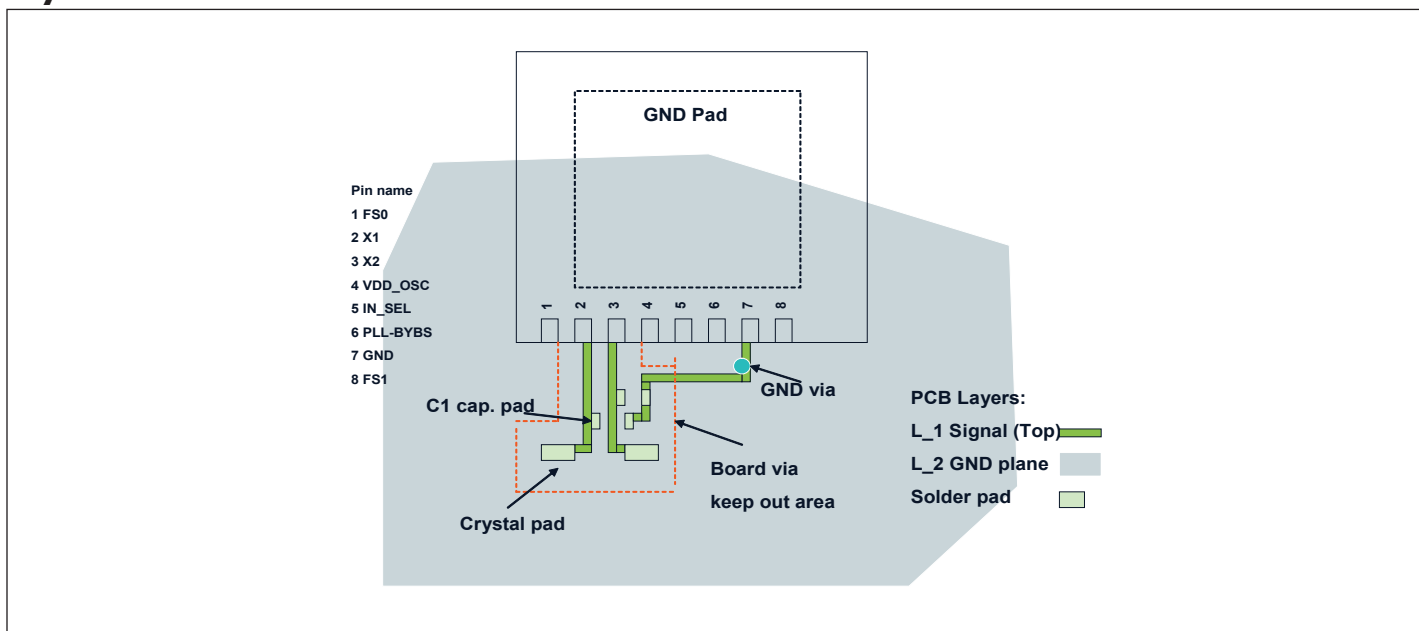 GND Pad
Pin name
1 FS0
2 X1
3 X2
4 VDD_OSC
5 IN_SEL
6 PLL-BYBS
7 GND
8 FS1
1 2 3 4 5 6 7 8
C1 cap. pad
GND via
Board via
keep out area
Crystal pad
PCB Layers:
L_1 Signal (Top)
L_2 GND plane
Solder pad